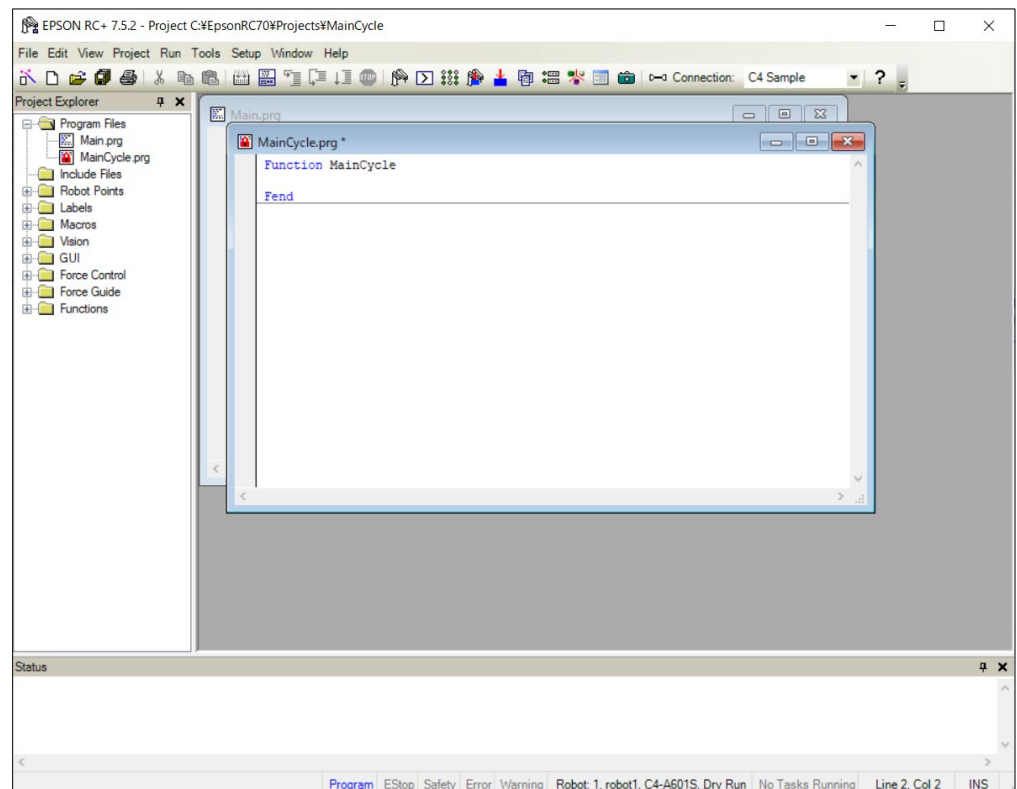 EPSON RC+ 7.5.2 - Project C:¥EpsonRC70¥Projects¥MainCycle
File Edit View Project Run Tools Setup Window Help
Connection: C4 Sample ?
Project Explorer
Program Files
Main.prg
MainCycle.prg
Include Files
Robot Points
Labels
Macros
Vision
GUI
Force Control
Force Guide
Functions
Main.prg
MainCycle.prg *
Function MainCycle
Fend
Status
Program EStop Safety Error Warning Robot: 1, robot1, C4-A601S, Dry Run No Tasks Running Line 2, Col 2 INS